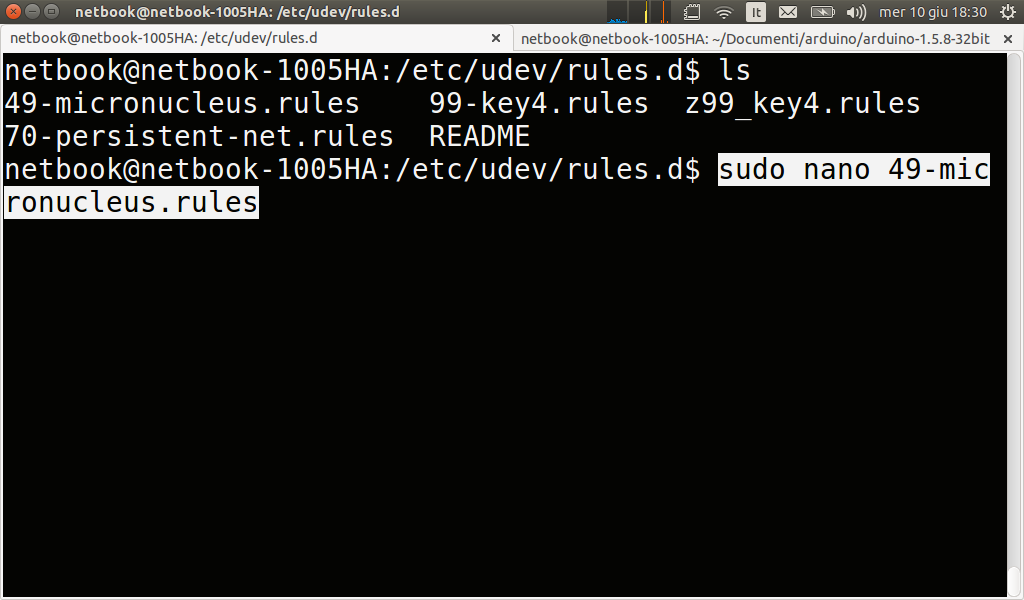 netbook@netbook-1005HA: /etc/udev/rules.d
It
mer 10 giu 18:30
netbook@netbook-1005HA: /etc/udev/rules.d
netbook@netbook-1005HA: ~/Documenti/arduino/arduino-1.5.8-32bit
netbook@netbook-1005HA:/etc/udev/rules.d$ ls
49-micronucleus.rules 99-key4.rules z99_key4.rules
70-persistent-net.rules README
netbook@netbook-1005HA:/etc/udev/rules.d$ sudo nano 49-mic
ronucleus.rules